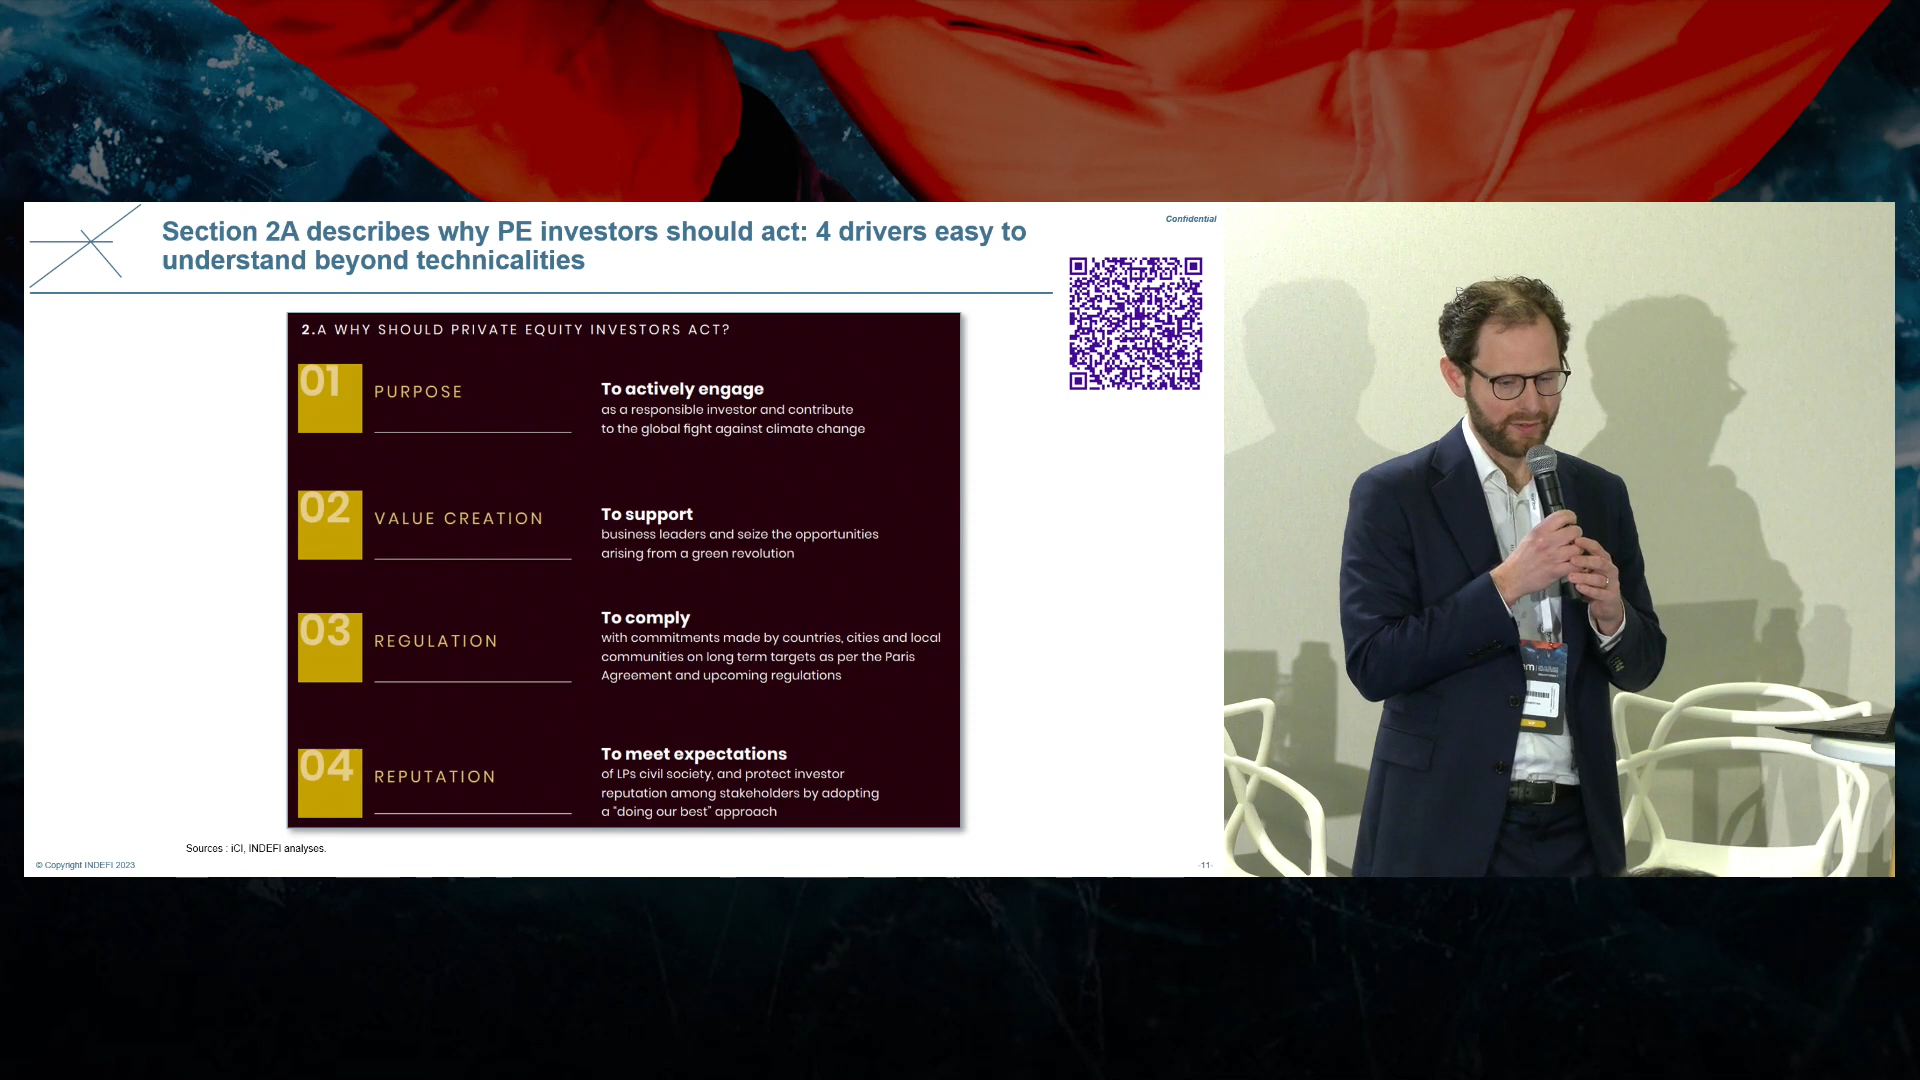 Confidential
Section 2A describes why PE investors should act: 4 drivers easy to
understand beyond technicalities
2.A WHY SHOULD PRIVATE EQUITY INVESTORS ACT?
01
PURPOSE
To actively engage
as a responsible investor and contribute
to the global fight against climate change
02
VALUE CREATION
To support
business leaders and seize the opportunities
arising from a green revolution
03
REGULATION
To comply
with commitments made by countries, cities and local
communities on long term targets as per the Paris
Agreement and upcoming regulations
04
REPUTATION
To meet expectations
of LPs civil society, and protect investor
reputation among stakeholders by adopting
a "doing our best" approach
Sources : iCI, INDEFI analyses.
© Copyright INDEFI 2023
-11-